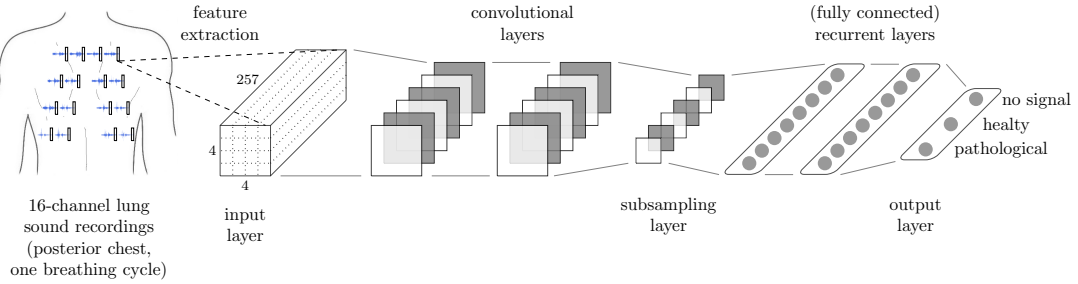 feature
extraction
convolutional
layers
(fully connected)
recurrent layers
257
4
4
no signal
healty
pathological
16-channel lung
sound recordings
(posterior chest,
one breathing cycle)
input
layer
subsampling
layer
output
layer